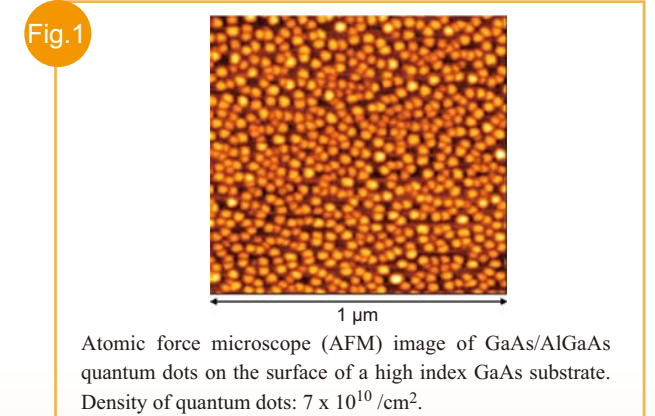 Fig.1
1 μm
Atomic force microscope (AFM) image of GaAs/AlGaAs
quantum dots on the surface of a high index GaAs substrate.
Density of quantum dots: 7 x 10¹⁰ /cm².